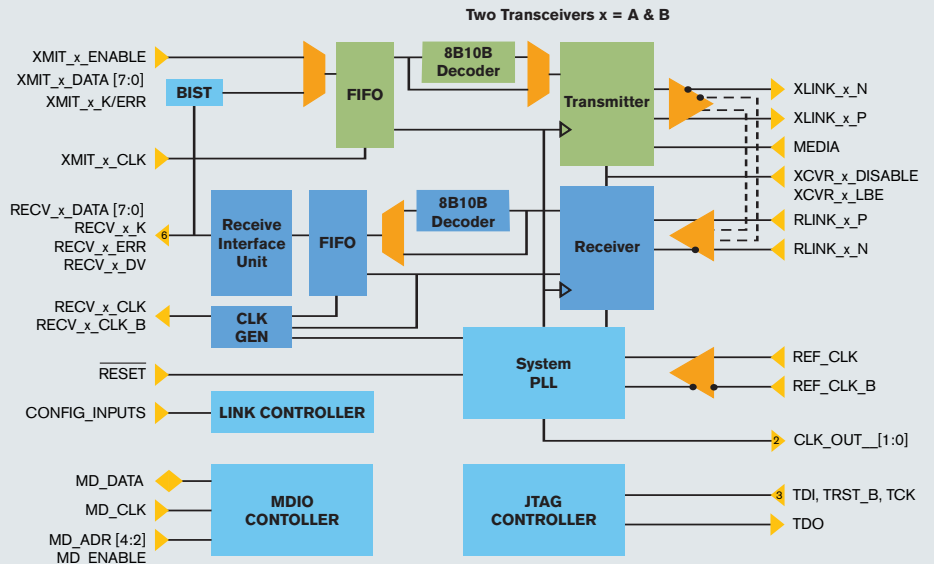 Two Transceivers x = A & B
XMIT_x_ENABLE
XMIT_x_DATA [7:0]
XMIT_x_K/ERR
BIST
XMIT_x_CLK
FIFO
8B10B
Decoder
Transmitter
XLINK_x_N
XLINK_x_P
MEDIA
XCVR_x_DISABLE
XCVR_x_LBE
RLINK_x_P
RLINK_x_N
RECV_x_DATA [7:0]
RECV_x_K
RECV_x_ERR
RECV_x_DV
6
Receive
Interface
Unit
FIFO
8B10B
Decoder
Receiver
RECV_x_CLK
RECV_x_CLK_B
CLK
GEN
RESET
System
PLL
REF_CLK
REF_CLK_B
CONFIG_INPUTS
LINK CONTROLLER
2
CLK_OUT__[1:0]
MD_DATA
MD_CLK
MD_ADR [4:2]
MD_ENABLE
MDIO
CONTOLLER
JTAG
CONTROLLER
3
TDI, TRST_B, TCK
TDO